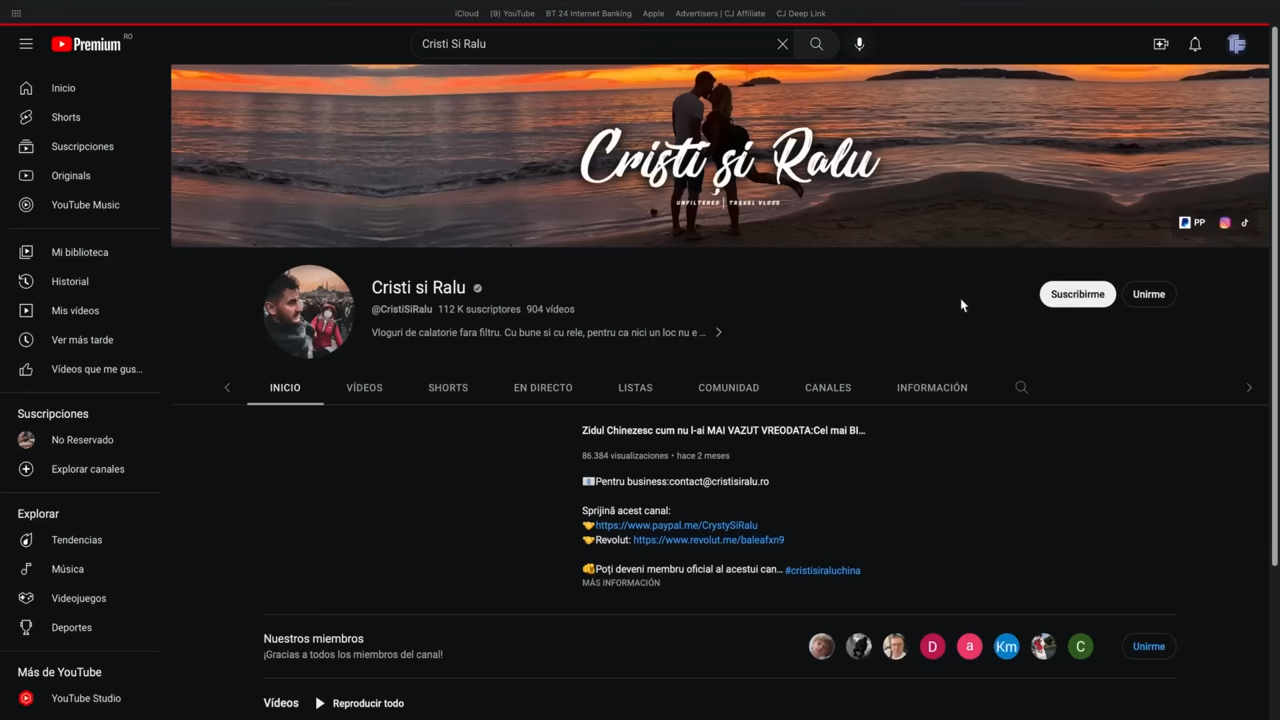 iCloud (9) YouTube BT 24 Internet Banking Apple Advertisers | CJ Affiliate CJ Deep Link
Premium RO
Cristi Si Ralu
Inicio
Shorts
Suscripciones
Originals
YouTube Music
Mi biblioteca
Historial
Mis vídeos
Ver más tarde
Vídeos que me gus...
Suscripciones
No Reservado
Explorar canales
Explorar
Tendencias
Música
Videojuegos
Deportes
Más de YouTube
YouTube Studio
Cristi și Ralu
UNFILTERED | TRAVEL VLOGS
PP
Cristi si Ralu
@CristiSiRalu 112 K suscriptores 904 vídeos
Vloguri de calatorie fara filtru. Cu bune si cu rele, pentru ca nici un loc nu e ...
Suscribirme Unirme
INICIO VÍDEOS SHORTS EN DIRECTO LISTAS COMUNIDAD CANALES INFORMACIÓN
Zidul Chinezesc cum nu l-ai MAI VAZUT VREODATA:Cel mai BI...
86.384 visualizaciones • hace 2 meses
📧Pentru business:contact@cristisiralu.ro
Sprijină acest canal:
🤝https://www.paypal.me/CrystySiRalu
🤝Revolut: https://www.revolut.me/baleafxn9
👊Poți deveni membru oficial al acestui can... #cristisiraluchina
MÁS INFORMACIÓN
Nuestros miembros
¡Gracias a todos los miembros del canal!
D a Km C
Unirme
Vídeos Reproducir todo